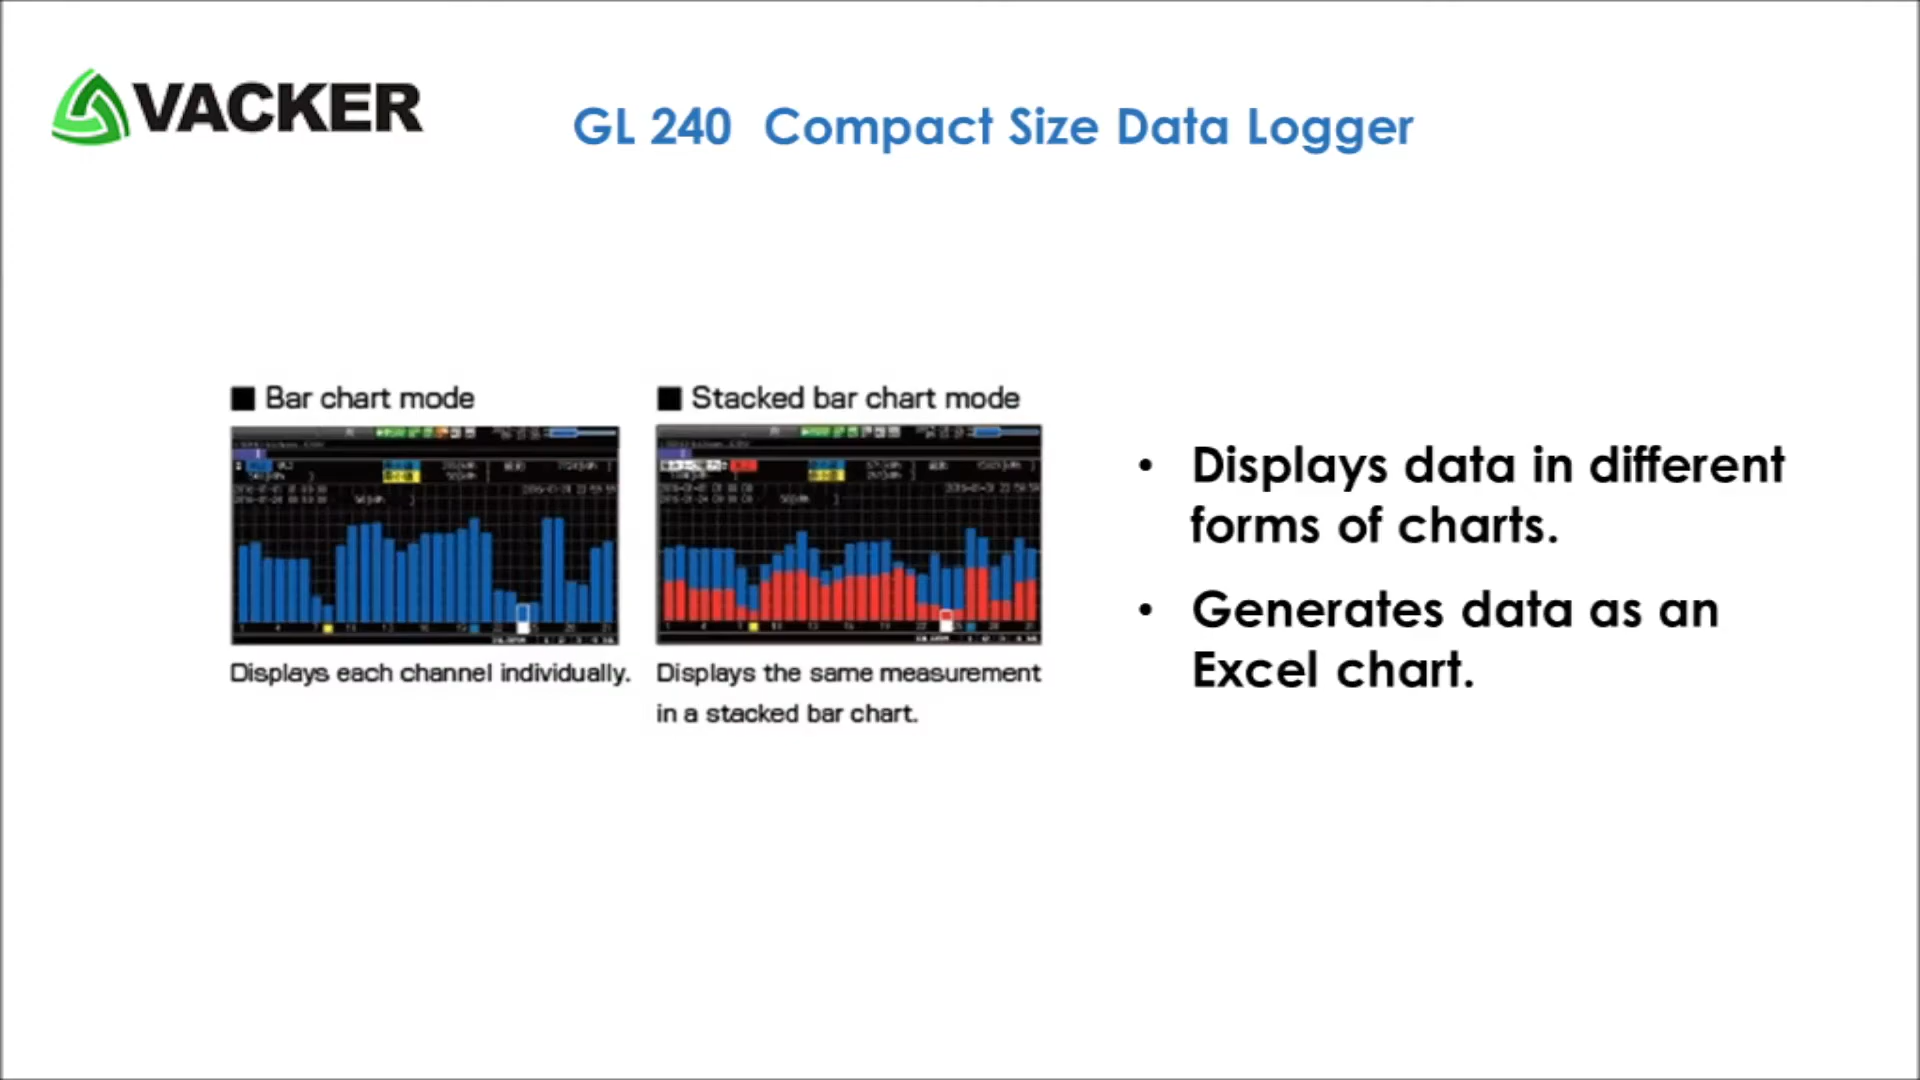 VACKER
GL 240 Compact Size Data Logger
■ Bar chart mode
■ Stacked bar chart mode
Displays each channel individually.
Displays the same measurement
in a stacked bar chart.
• Displays data in different
forms of charts.
• Generates data as an
Excel chart.